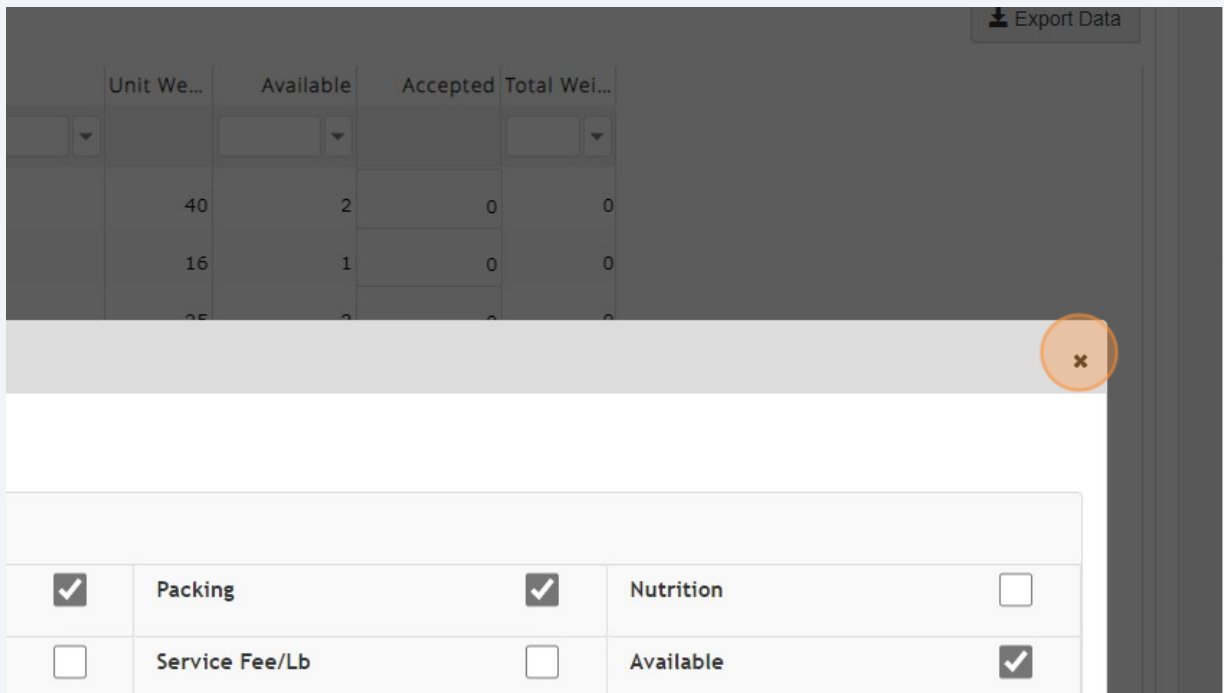 Export Data
Unit We... Available Accepted Total Wei...
40 2 0 0
16 1 0 0
Packing Nutrition
Service Fee/Lb Available